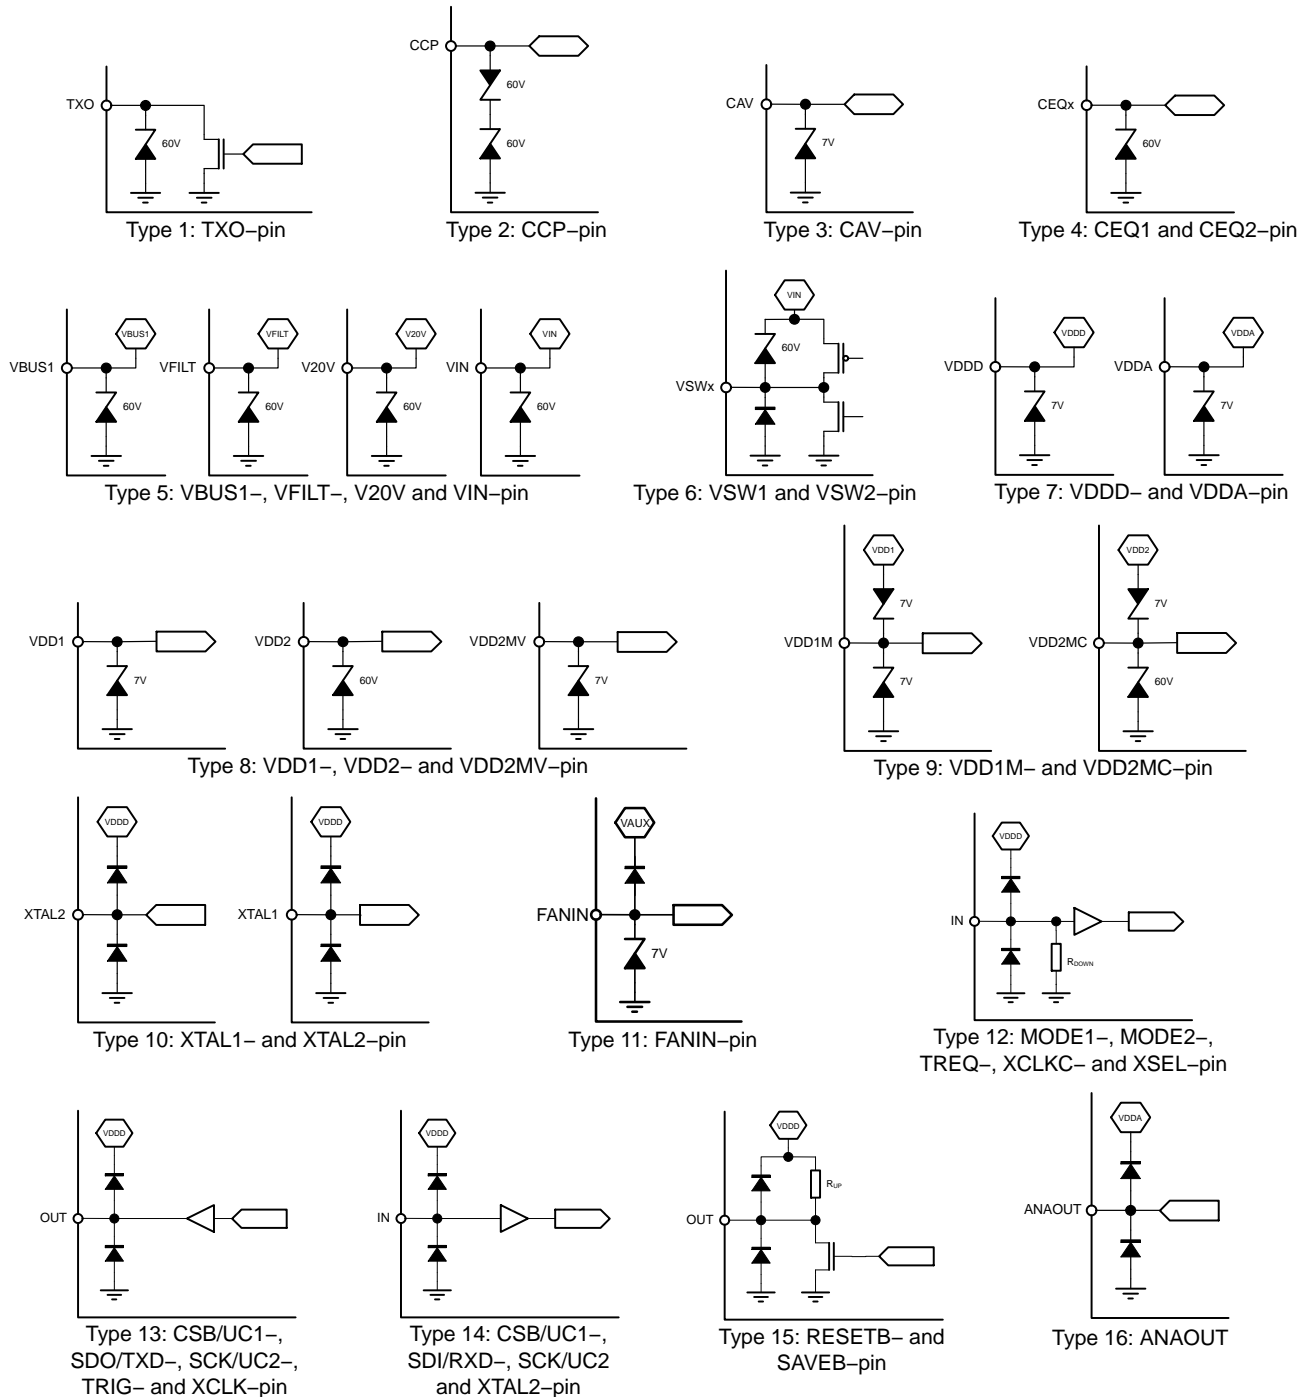 TXO
60V
Type 1: TXO−pin
CCP
60V
60V
Type 2: CCP−pin
CAV
7V
Type 3: CAV−pin
CEQx
60V
Type 4: CEQ1 and CEQ2−pin
VBUS1
VBUS1
60V
VFILT
VFILT
60V
V20V
V20V
60V
VIN
VIN
60V
Type 5: VBUS1−, VFILT−, V20V and VIN−pin
VIN
60V
VSWx
Type 6: VSW1 and VSW2−pin
VDDD
VDDD
7V
VDDA
VDDA
7V
Type 7: VDDD− and VDDA−pin
VDD1
7V
VDD2
60V
VDD2MV
7V
Type 8: VDD1−, VDD2− and VDD2MV−pin
VDD1
7V
VDD1M
7V
VDD2
7V
VDD2MC
60V
Type 9: VDD1M− and VDD2MC−pin
VDDD
XTAL2
VDDD
XTAL1
Type 10: XTAL1− and XTAL2−pin
VAUX
FANIN
7V
Type 11: FANIN−pin
VDDD
IN
RDOWN
Type 12: MODE1−, MODE2−,
TREQ−, XCLKC− and XSEL−pin
VDDD
OUT
Type 13: CSB/UC1−,
SDO/TXD−, SCK/UC2−,
TRIG− and XCLK−pin
VDDD
IN
Type 14: CSB/UC1−,
SDI/RXD−, SCK/UC2
and XTAL2−pin
VDDD
RUP
OUT
Type 15: RESETB− and
SAVEB−pin
VDDA
ANAOUT
Type 16: ANAOUT